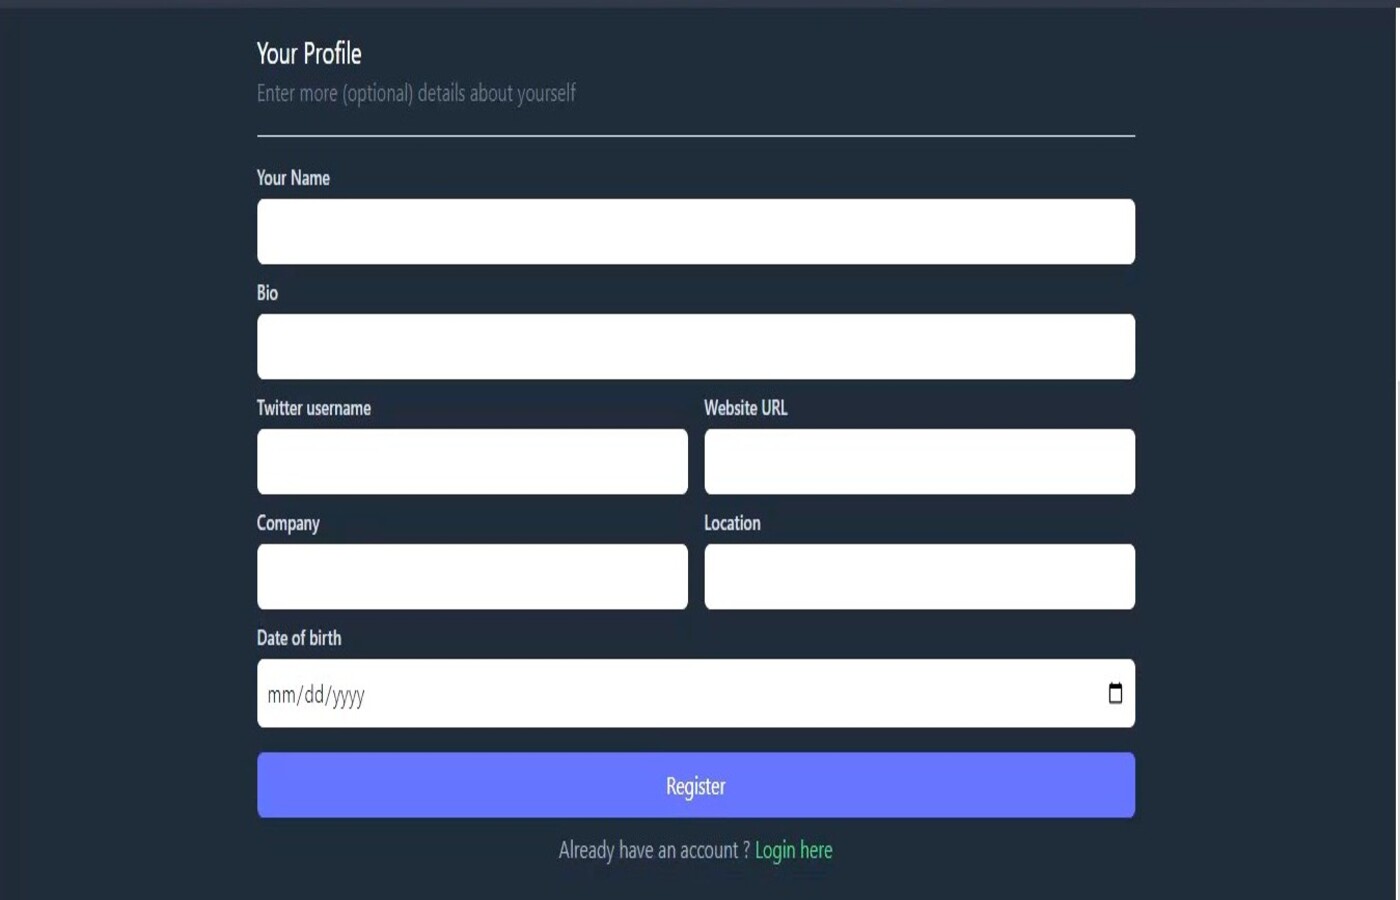 Your Profile
Enter more (optional) details about yourself
Your Name
Bio
Twitter username
Website URL
Company
Location
Date of birth
mm/dd/yyyy
Register
Already have an account ? Login here